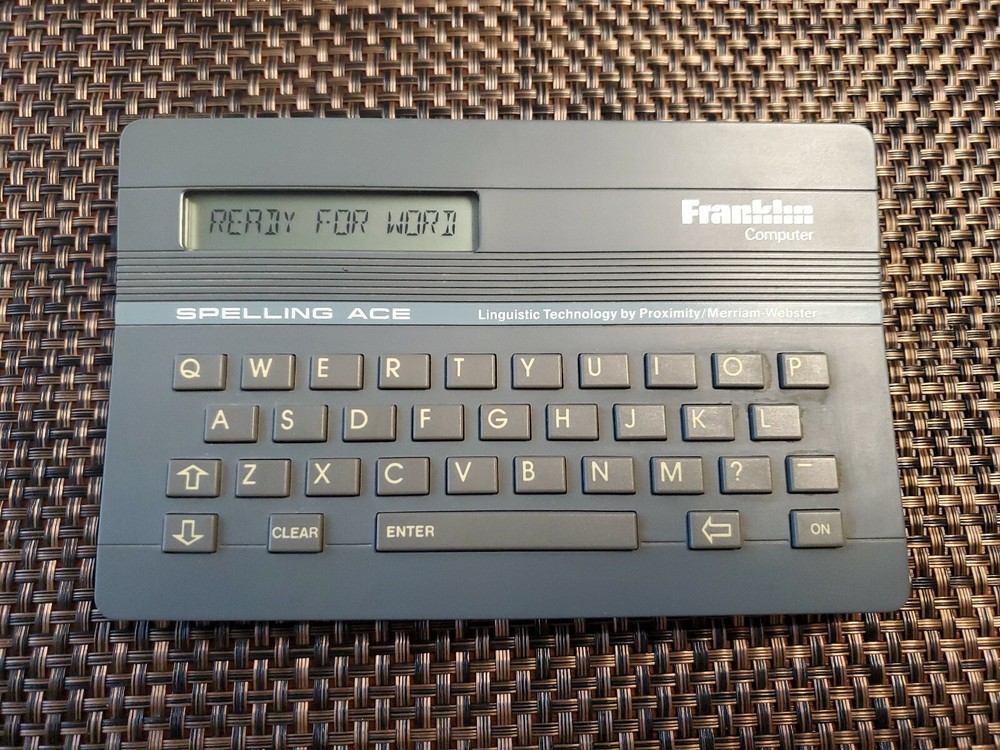 READY FOR WORD
Franklin
Computer
SPELLING ACE
Linguistic Technology by Proximity/Merriam-Webster
Q W E R T Y U I O P
A S D F G H J K L
⇧ Z X C V B N M ? –
⇩ CLEAR ENTER ⇦ ON